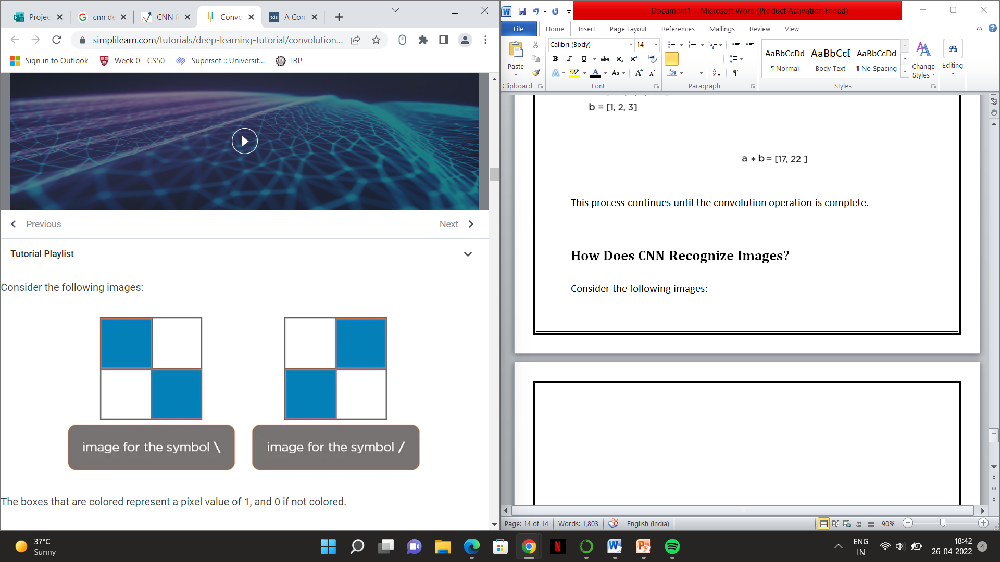 Projec
cnn de
CNN f
Convo
tds
A Com
simplilearn.com/tutorials/deep-learning-tutorial/convolution...
Sign in to Outlook
Week 0 - CS50
Superset :: Universit...
IRP
Previous
Next
Tutorial Playlist
Consider the following images:
image for the symbol \
image for the symbol /
The boxes that are colored represent a pixel value of 1, and 0 if not colored.
Document1 - Microsoft Word (Product Activation Failed)
File
Home
Insert
Page Layout
References
Mailings
Review
View
Paste
Clipboard
Calibri (Body)
14
Font
Paragraph
AaBbCcDd
¶ Normal
AaBbCcI
Body Text
AaBbCcDd
¶ No Spacing
Change
Styles
Styles
Editing
b = [1, 2, 3]
a * b = [17, 22 ]
This process continues until the convolution operation is complete.
How Does CNN Recognize Images?
Consider the following images:
Page: 14 of 14
Words: 1,803
English (India)
90%
37°C
Sunny
ENG
IN
18:42
26-04-2022
4